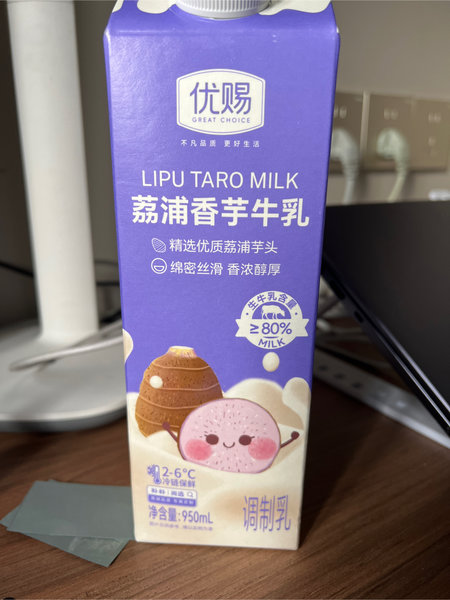 优赐
GREAT CHOICE
不凡品质 更好生活
LIPU TARO MILK
荔浦香芋牛乳
精选优质荔浦芋头
绵密丝滑 香浓醇厚
生牛乳含量
≥80%
MILK
2-6°C
冷链保鲜
净含量:950mL
调制乳